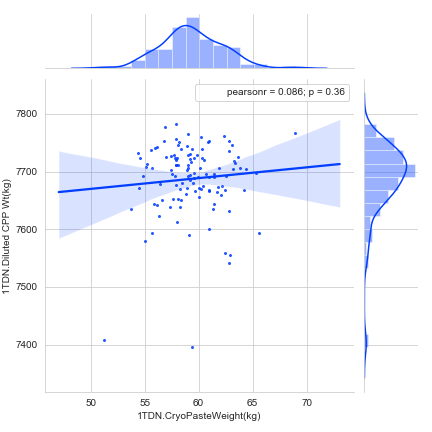 pearsonr = 0.086; p = 0.36
7800
7700
7600
7500
7400
1TDN.Diluted CPP Wt(kg)
50 55 60 65 70
1TDN.CryoPasteWeight(kg)